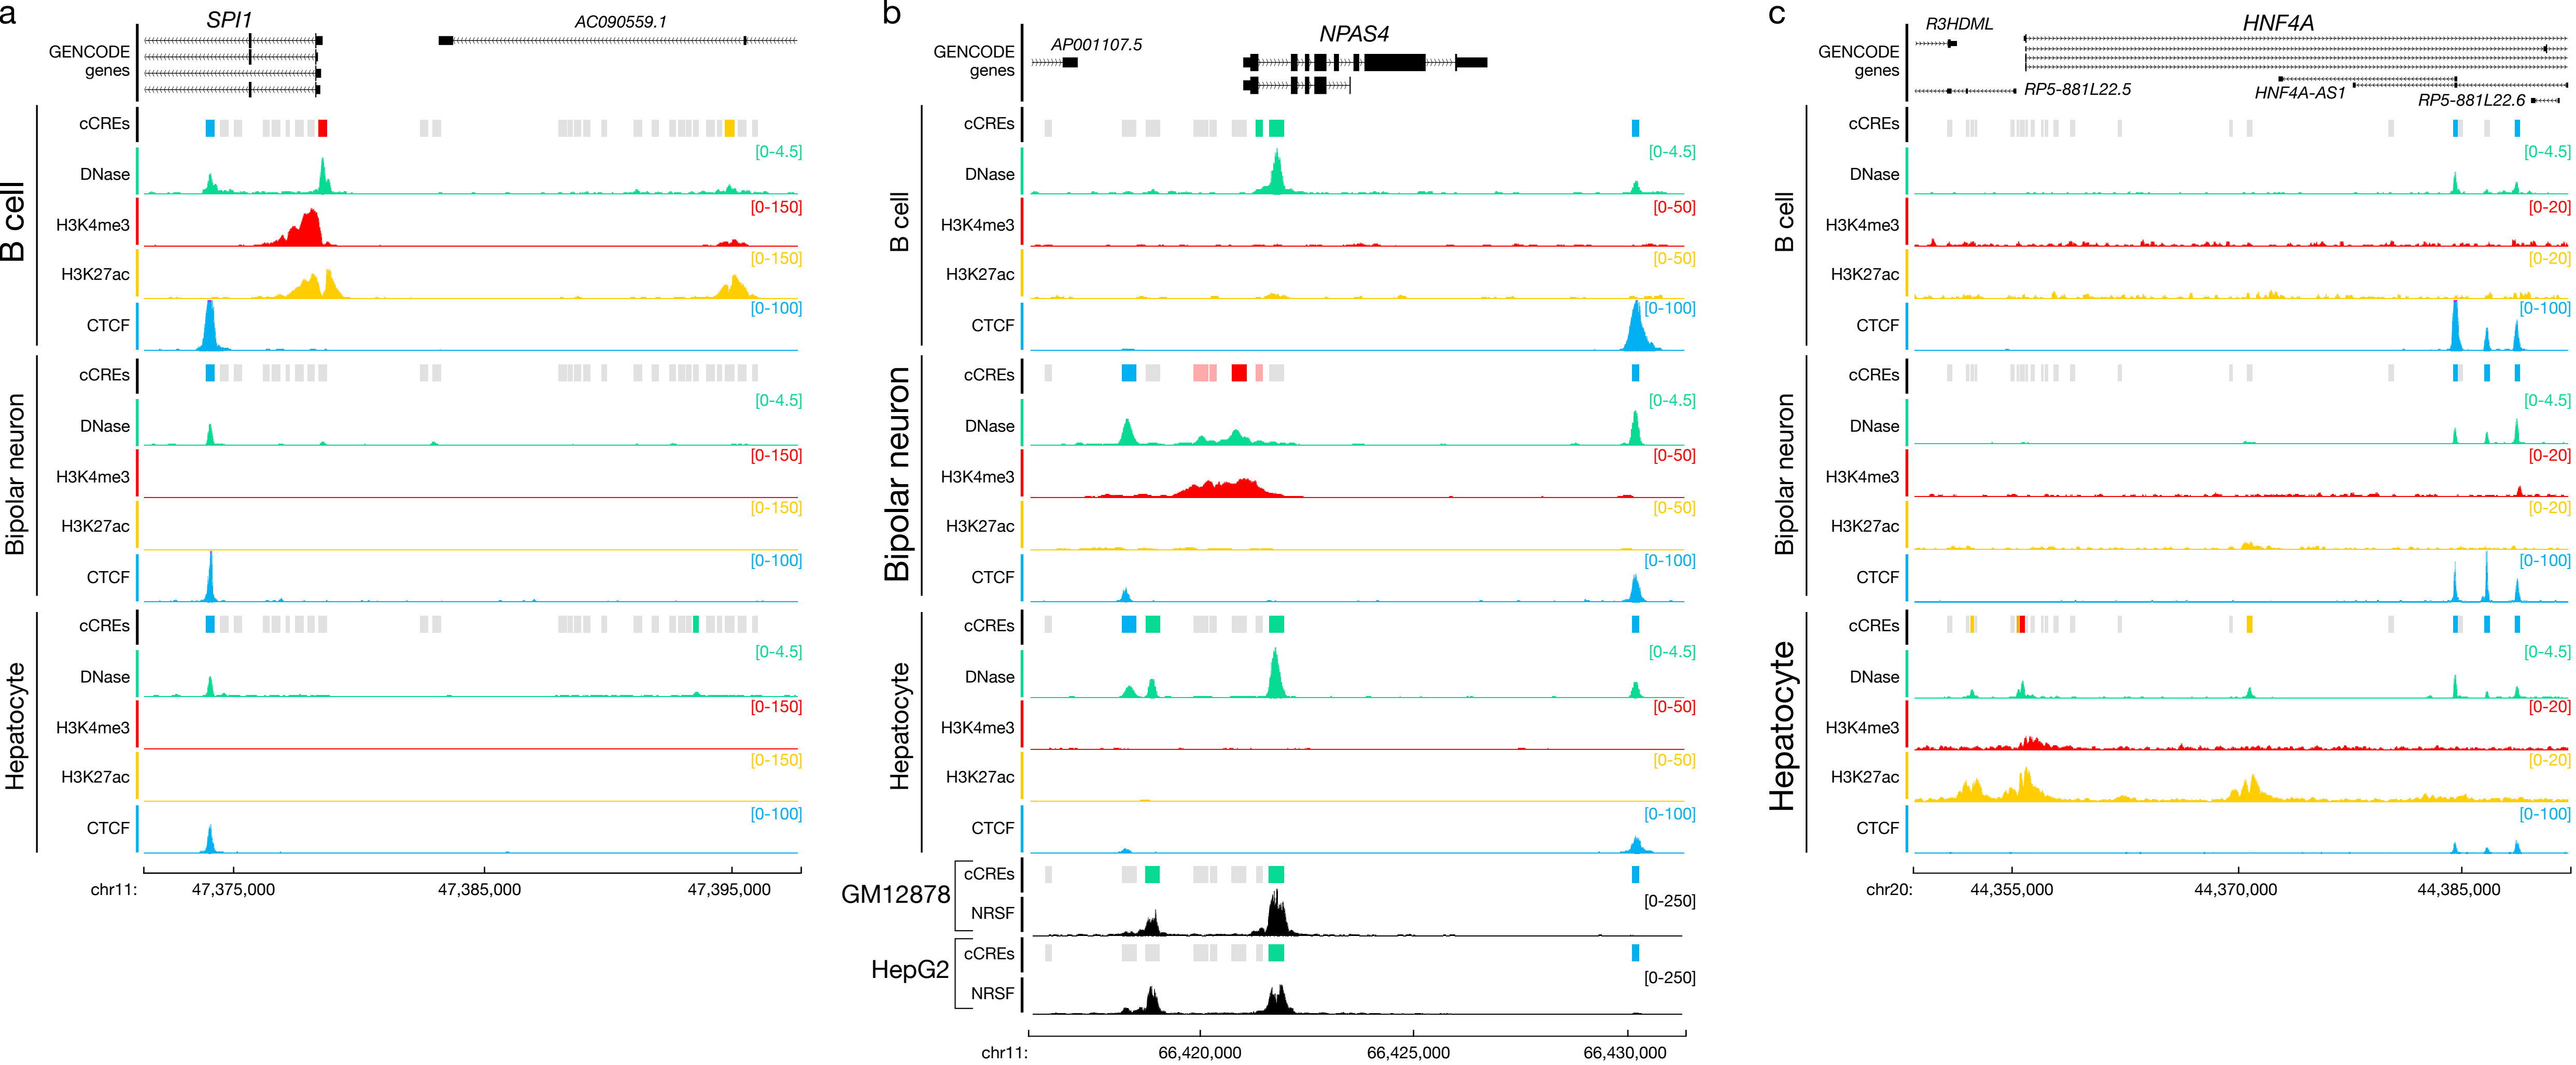 a
SPI1
AC090559.1
GENCODE
genes
B cell
cCREs
DNase
[0-4.5]
H3K4me3
[0-150]
H3K27ac
[0-150]
CTCF
[0-100]
Bipolar neuron
cCREs
DNase
[0-4.5]
H3K4me3
[0-150]
H3K27ac
[0-150]
CTCF
[0-100]
Hepatocyte
cCREs
DNase
[0-4.5]
H3K4me3
[0-150]
H3K27ac
[0-150]
CTCF
[0-100]
chr11:
47,375,000
47,385,000
47,395,000
b
AP001107.5
NPAS4
GENCODE
genes
B cell
cCREs
DNase
[0-4.5]
H3K4me3
[0-50]
H3K27ac
[0-50]
CTCF
[0-100]
Bipolar neuron
cCREs
DNase
[0-4.5]
H3K4me3
[0-50]
H3K27ac
[0-50]
CTCF
[0-100]
Hepatocyte
cCREs
DNase
[0-4.5]
H3K4me3
[0-50]
H3K27ac
[0-50]
CTCF
[0-100]
GM12878
cCREs
NRSF
[0-250]
HepG2
cCREs
NRSF
[0-250]
chr11:
66,420,000
66,425,000
66,430,000
c
R3HDML
HNF4A
GENCODE
genes
RP5-881L22.5
HNF4A-AS1
RP5-881L22.6
B cell
cCREs
DNase
[0-4.5]
H3K4me3
[0-20]
H3K27ac
[0-20]
CTCF
[0-100]
Bipolar neuron
cCREs
DNase
[0-4.5]
H3K4me3
[0-20]
H3K27ac
[0-20]
CTCF
[0-100]
Hepatocyte
cCREs
DNase
[0-4.5]
H3K4me3
[0-20]
H3K27ac
[0-20]
CTCF
[0-100]
chr20:
44,355,000
44,370,000
44,385,000